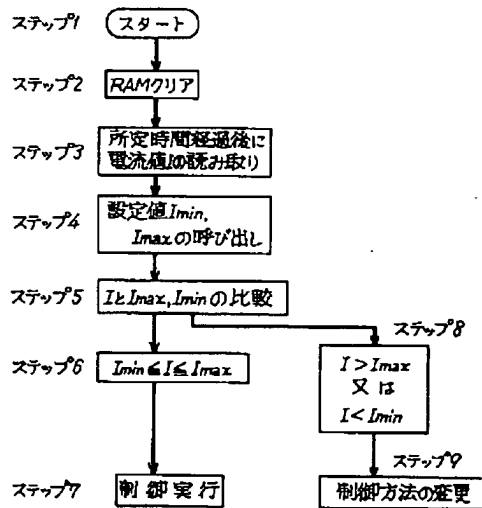 ステップ1
スタート
ステップ2
RAMクリア
ステップ3
所定時間経過後に
電流値Iの読み取り
ステップ4
設定値Imin,
Imaxの呼び出し
ステップ5
IとImax,Iminの比較
ステップ6
Imin≦I≦Imax
ステップ8
I>Imax
又は
I<Imin
ステップ7
制御実行
ステップ9
制御方法の変更